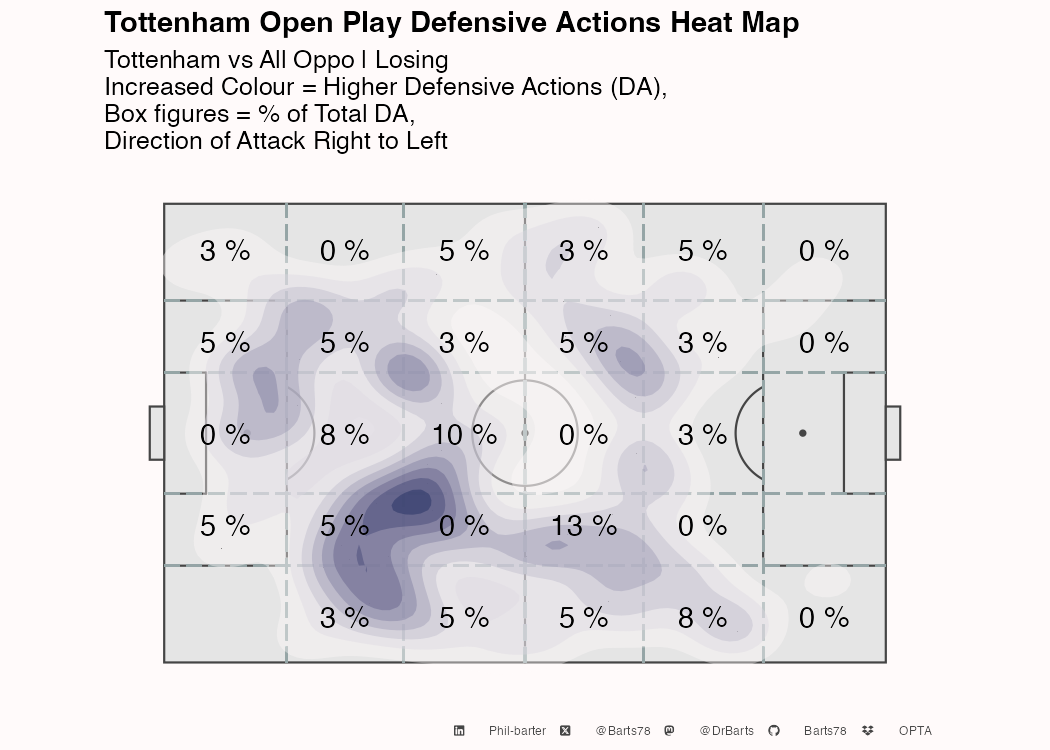 Tottenham Open Play Defensive Actions Heat Map
Tottenham vs All Oppo | Losing
Increased Colour = Higher Defensive Actions (DA),
Box figures = % of Total DA,
Direction of Attack Right to Left
3 % 0 % 5 % 3 % 5 % 0 %
5 % 5 % 3 % 5 % 3 % 0 %
0 % 8 % 10 % 0 % 3 %
5 % 5 % 0 % 13 % 0 %
3 % 5 % 5 % 8 % 0 %
Phil-barter @Barts78 @DrBarts Barts78 OPTA